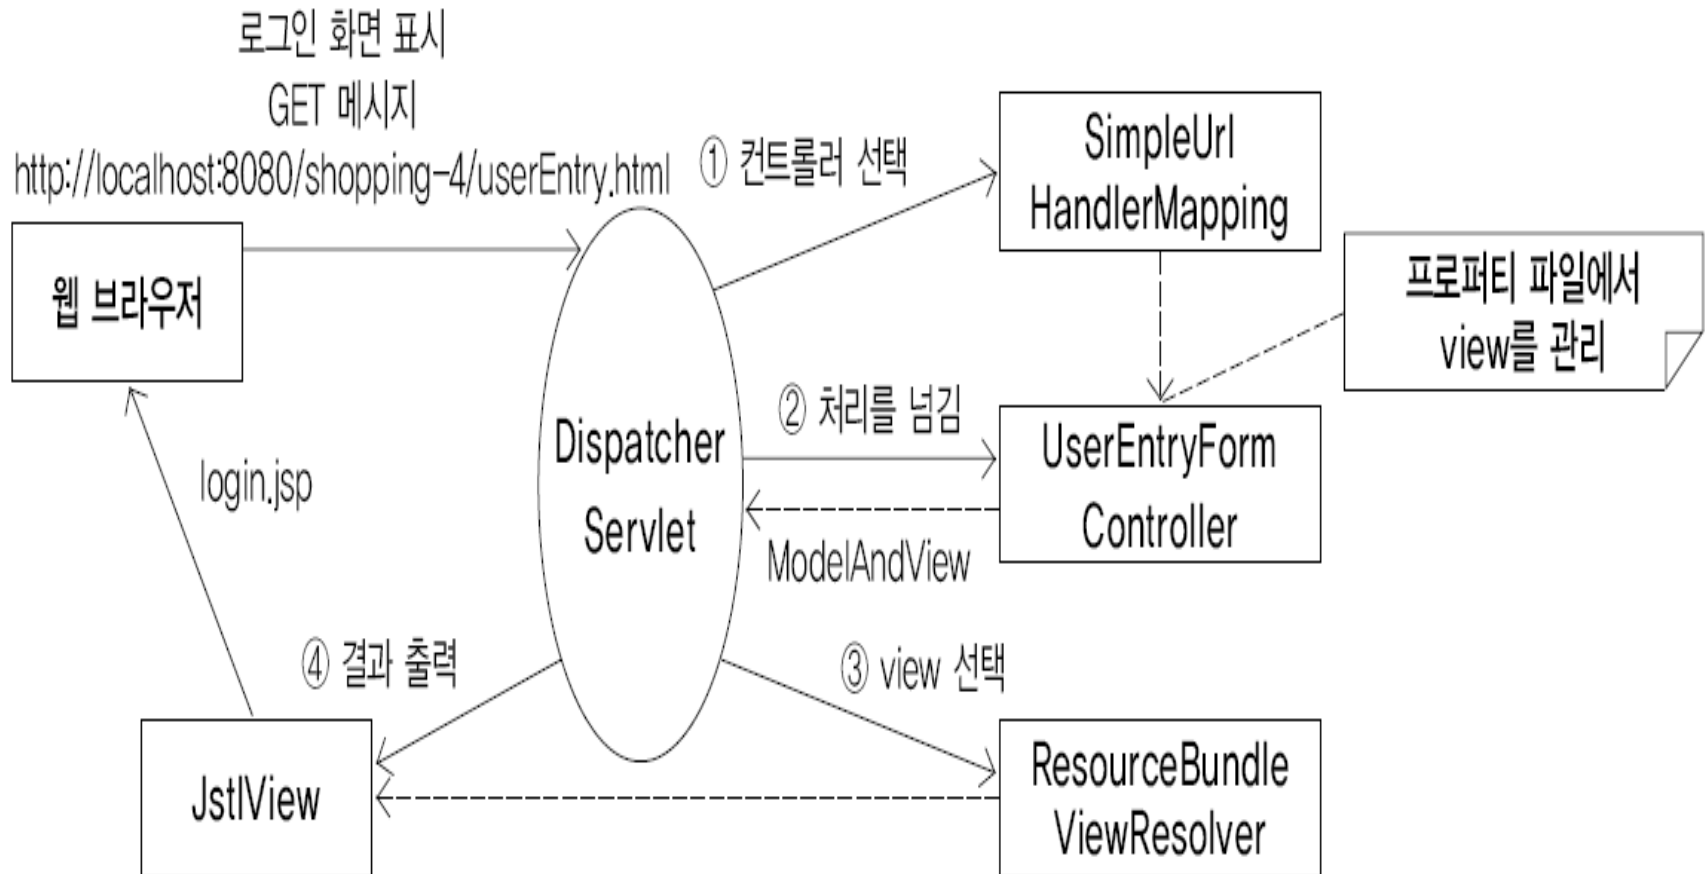 로그인 화면 표시
GET 메시지
http://localhost:8080/shopping-4/userEntry.html
① 컨트롤러 선택
SimpleUrl
HandlerMapping
웹 브라우저
프로퍼티 파일에서
view를 관리
② 처리를 넘김
Dispatcher
Servlet
UserEntryForm
Controller
login.jsp
ModelAndView
④ 결과 출력
③ view 선택
JstlView
ResourceBundle
ViewResolver